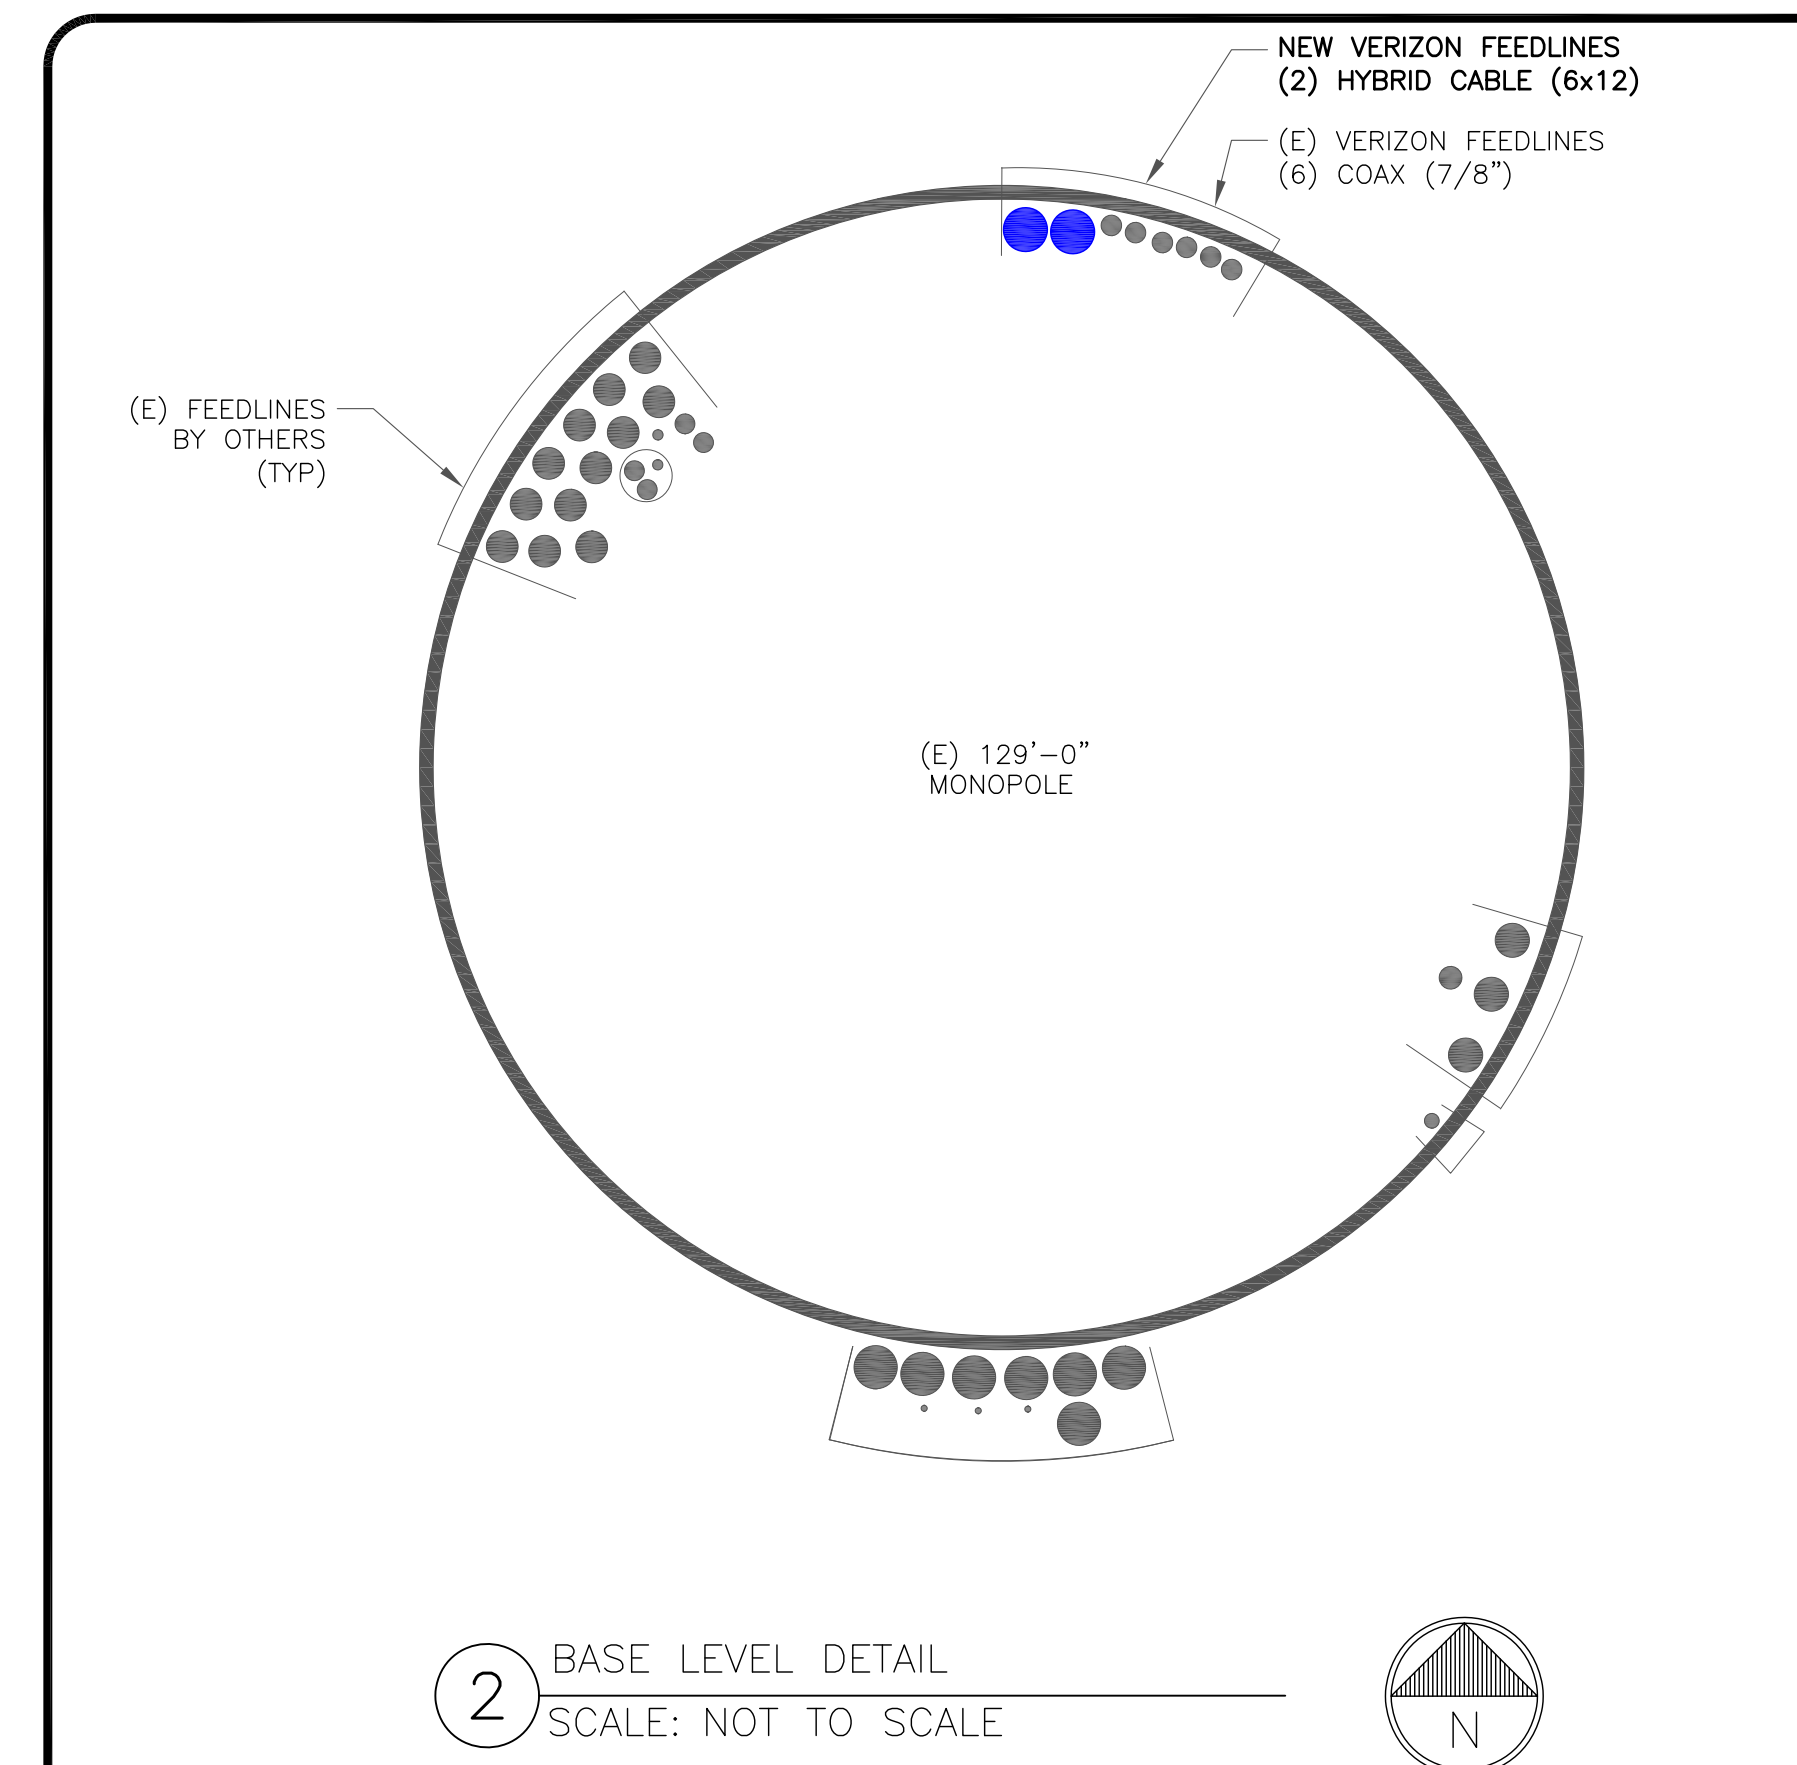 NEW VERIZON FEEDLINES
(2) HYBRID CABLE (6x12)
(E) VERIZON FEEDLINES
(6) COAX (7/8")
(E) FEEDLINES
BY OTHERS
(TYP)
(E) 129'-0"
MONOPOLE
2
BASE LEVEL DETAIL
SCALE: NOT TO SCALE
N